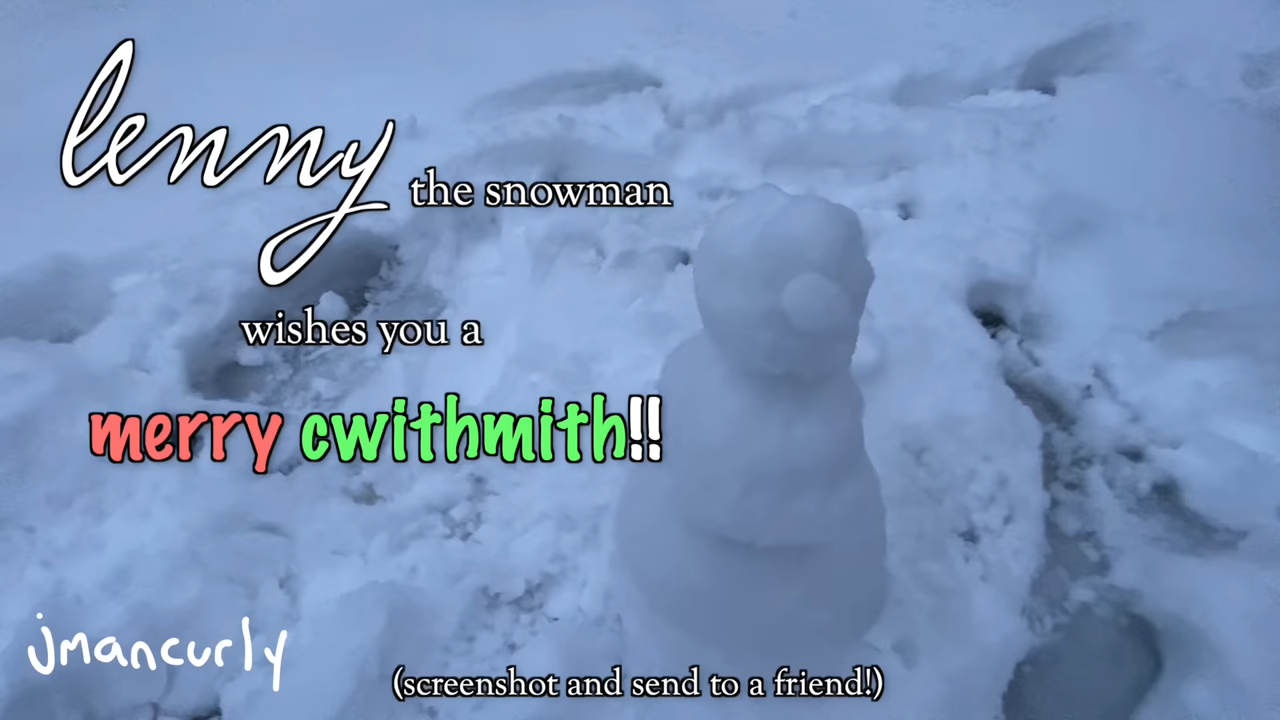 lenny the snowman
wishes you a
merry cwithmith!!
jmancurly
(screenshot and send to a friend!)